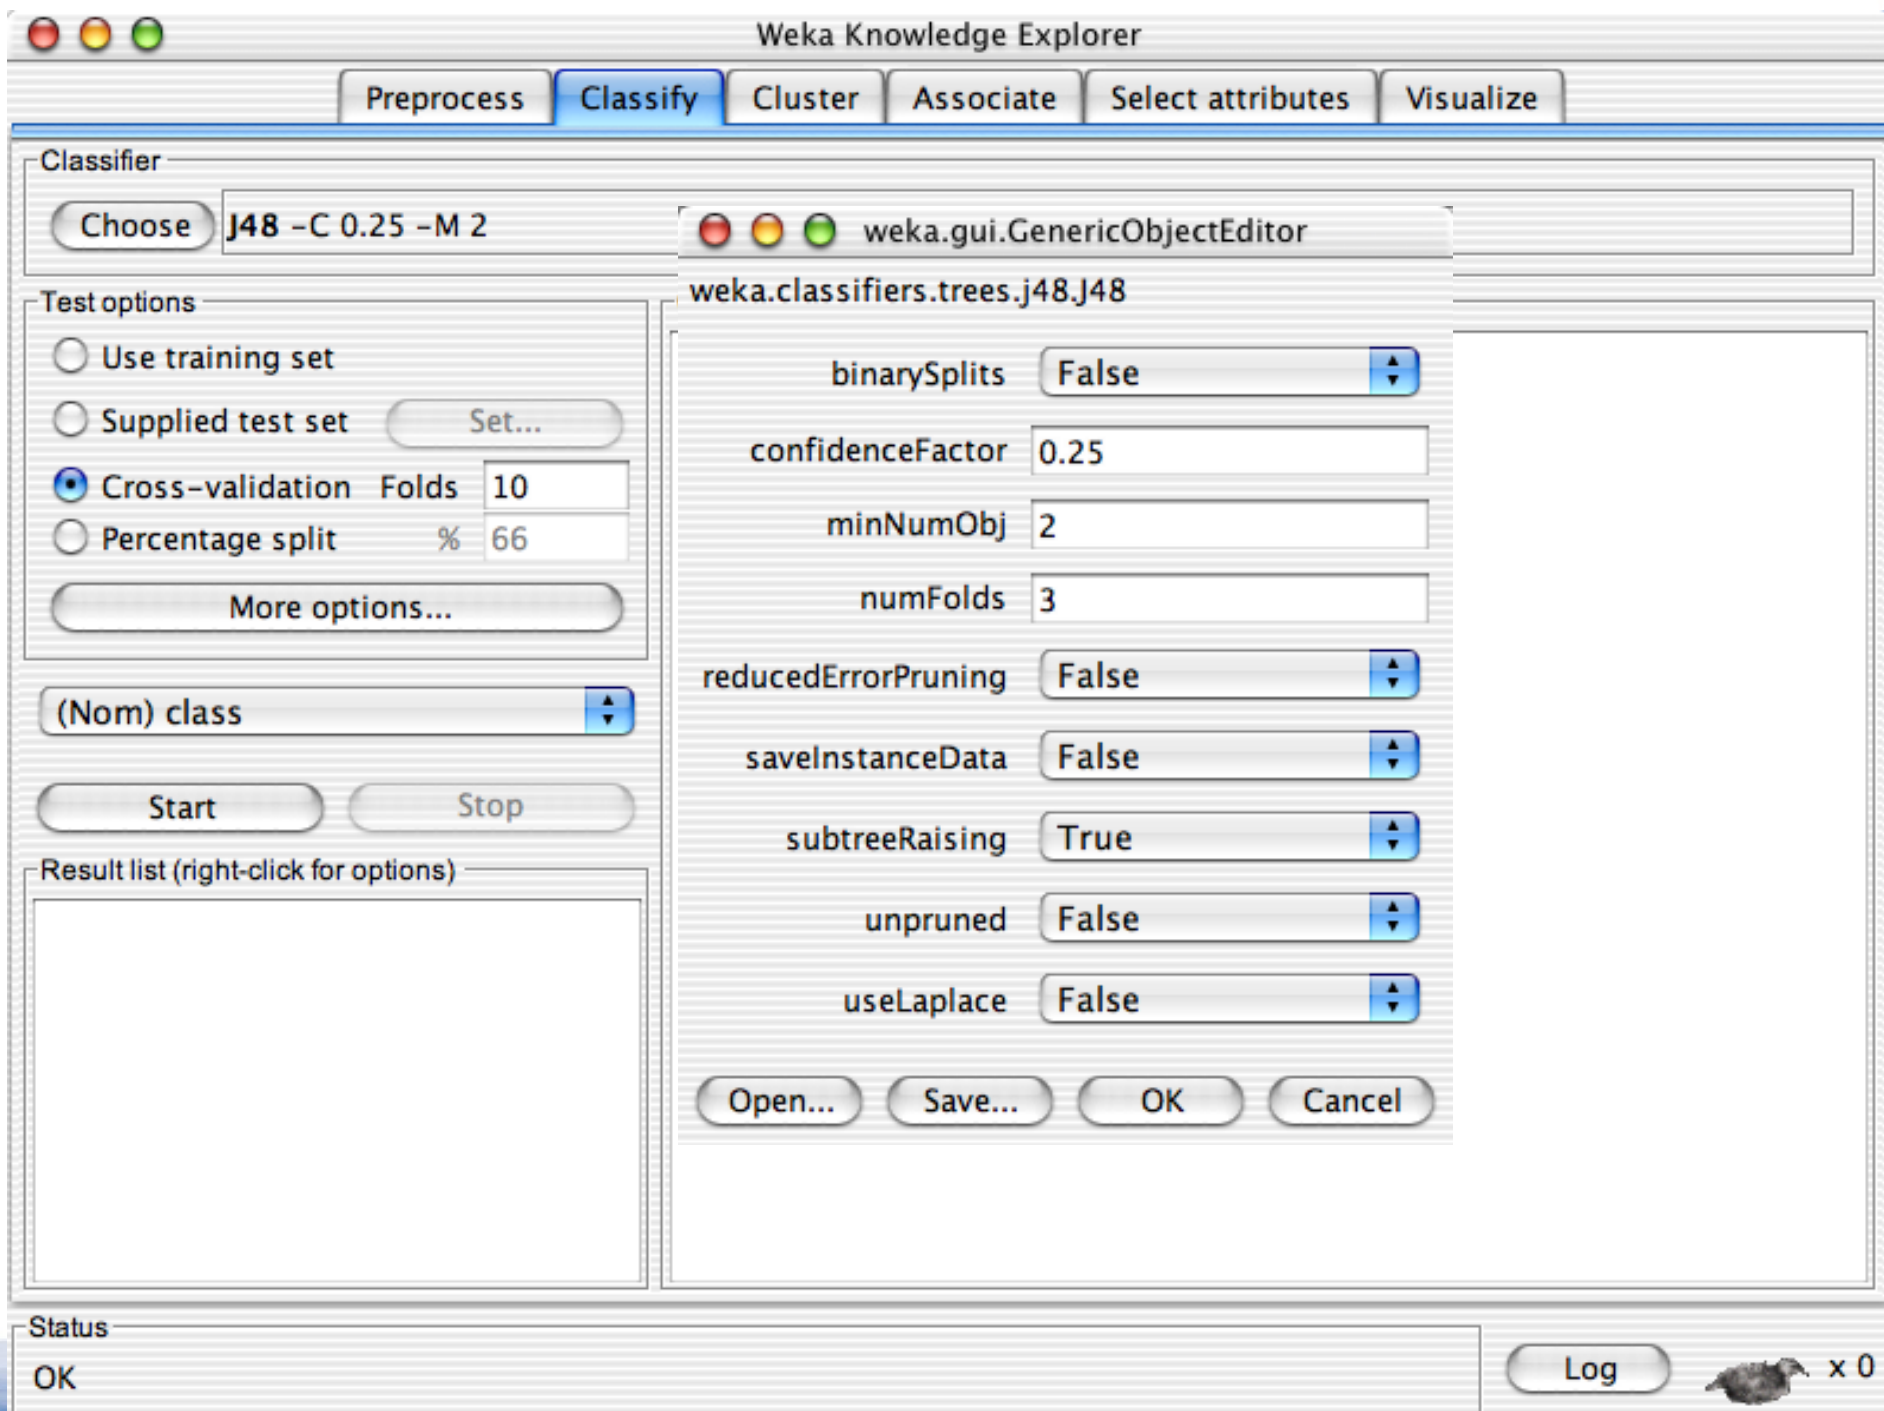 Weka Knowledge Explorer
Preprocess Classify Cluster Associate Select attributes Visualize
Classifier
Choose J48 -C 0.25 -M 2
Test options
Use training set
Supplied test set Set...
Cross-validation Folds 10
Percentage split % 66
More options...
(Nom) class
Start Stop
Result list (right-click for options)
weka.gui.GenericObjectEditor
weka.classifiers.trees.j48.J48
binarySplits False
confidenceFactor 0.25
minNumObj 2
numFolds 3
reducedErrorPruning False
saveInstanceData False
subtreeRaising True
unpruned False
useLaplace False
Open... Save... OK Cancel
Status
OK
Log x 0